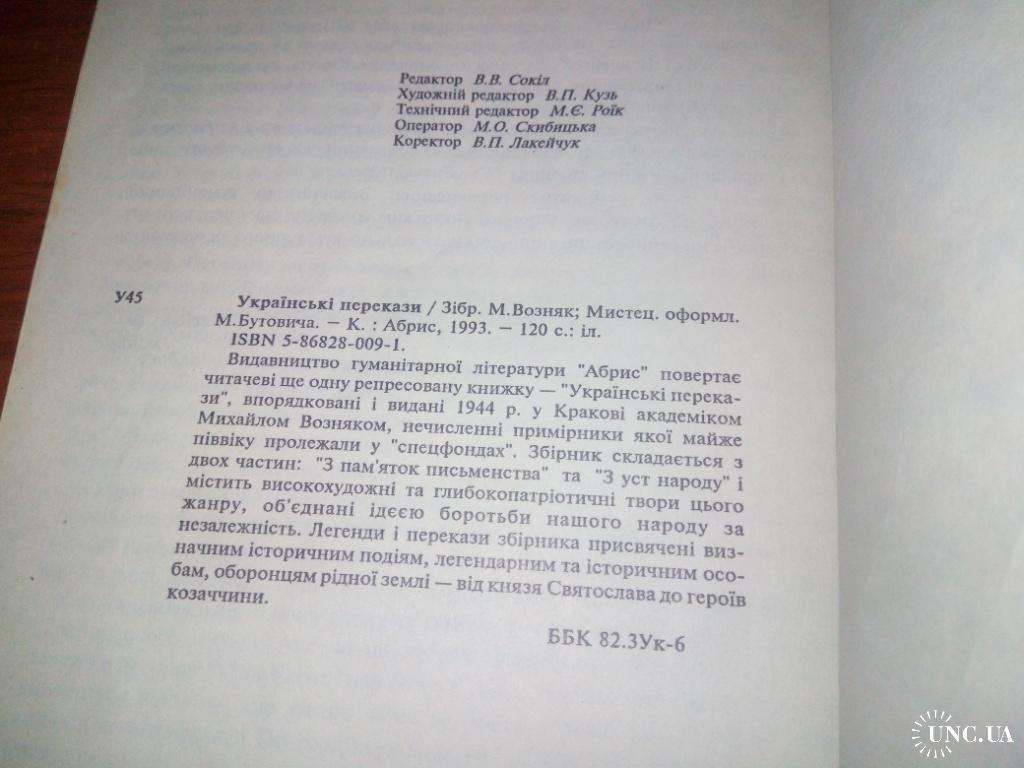 Редактор В.В. Сокіл
Художній редактор В.П. Кузь
Технічний редактор М.Є. Роїк
Оператор М.О. Скибицька
Коректор В.П. Лакейчук
У45
Українські перекази / Зібр. М.Возняк; Мистец. оформл.
М.Бутовича. — К. : Абрис, 1993. — 120 с.: іл.
ISBN 5-86828-009-1.
Видавництво гуманітарної літератури "Абрис" повертає
читачеві ще одну репресовану книжку — "Українські перека-
зи", впорядковані і видані 1944 р. у Кракові академіком
Михайлом Возняком, нечисленні примірники якої майже
піввіку пролежали у "спецфондах". Збірник складається з
двох частин: "З пам'яток письменства" та "З уст народу" і
містить високохудожні та глибокопатріотичні твори цього
жанру, об'єднані ідеєю боротьби нашого народу за
незалежність. Легенди і перекази збірника присвячені виз-
начним історичним подіям, легендарним та історичним осо-
бам, оборонцям рідної землі — від князя Святослава до героїв
козаччини.
ББК 82.3Ук-6
UNC.UA